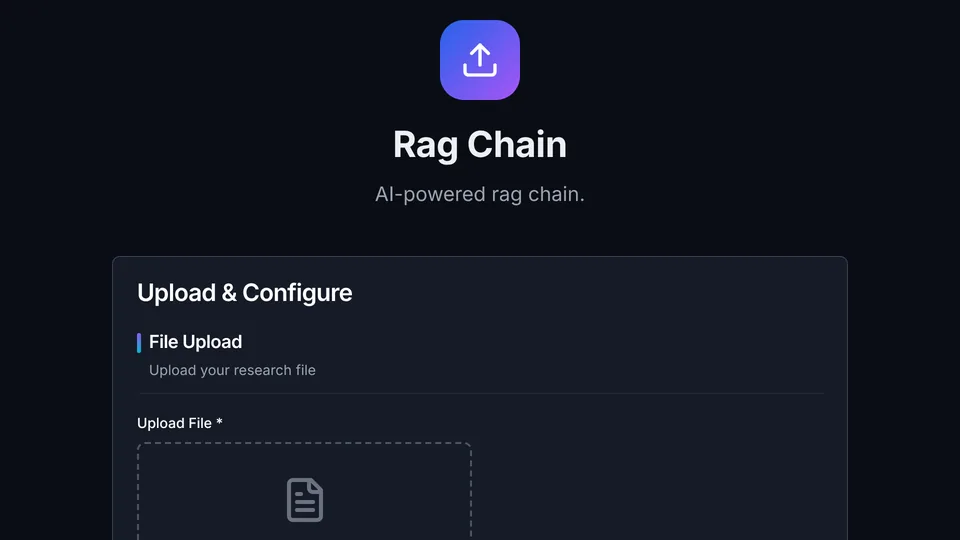 Rag Chain
AI-powered rag chain.
Upload & Configure
File Upload
Upload your research file
Upload File *